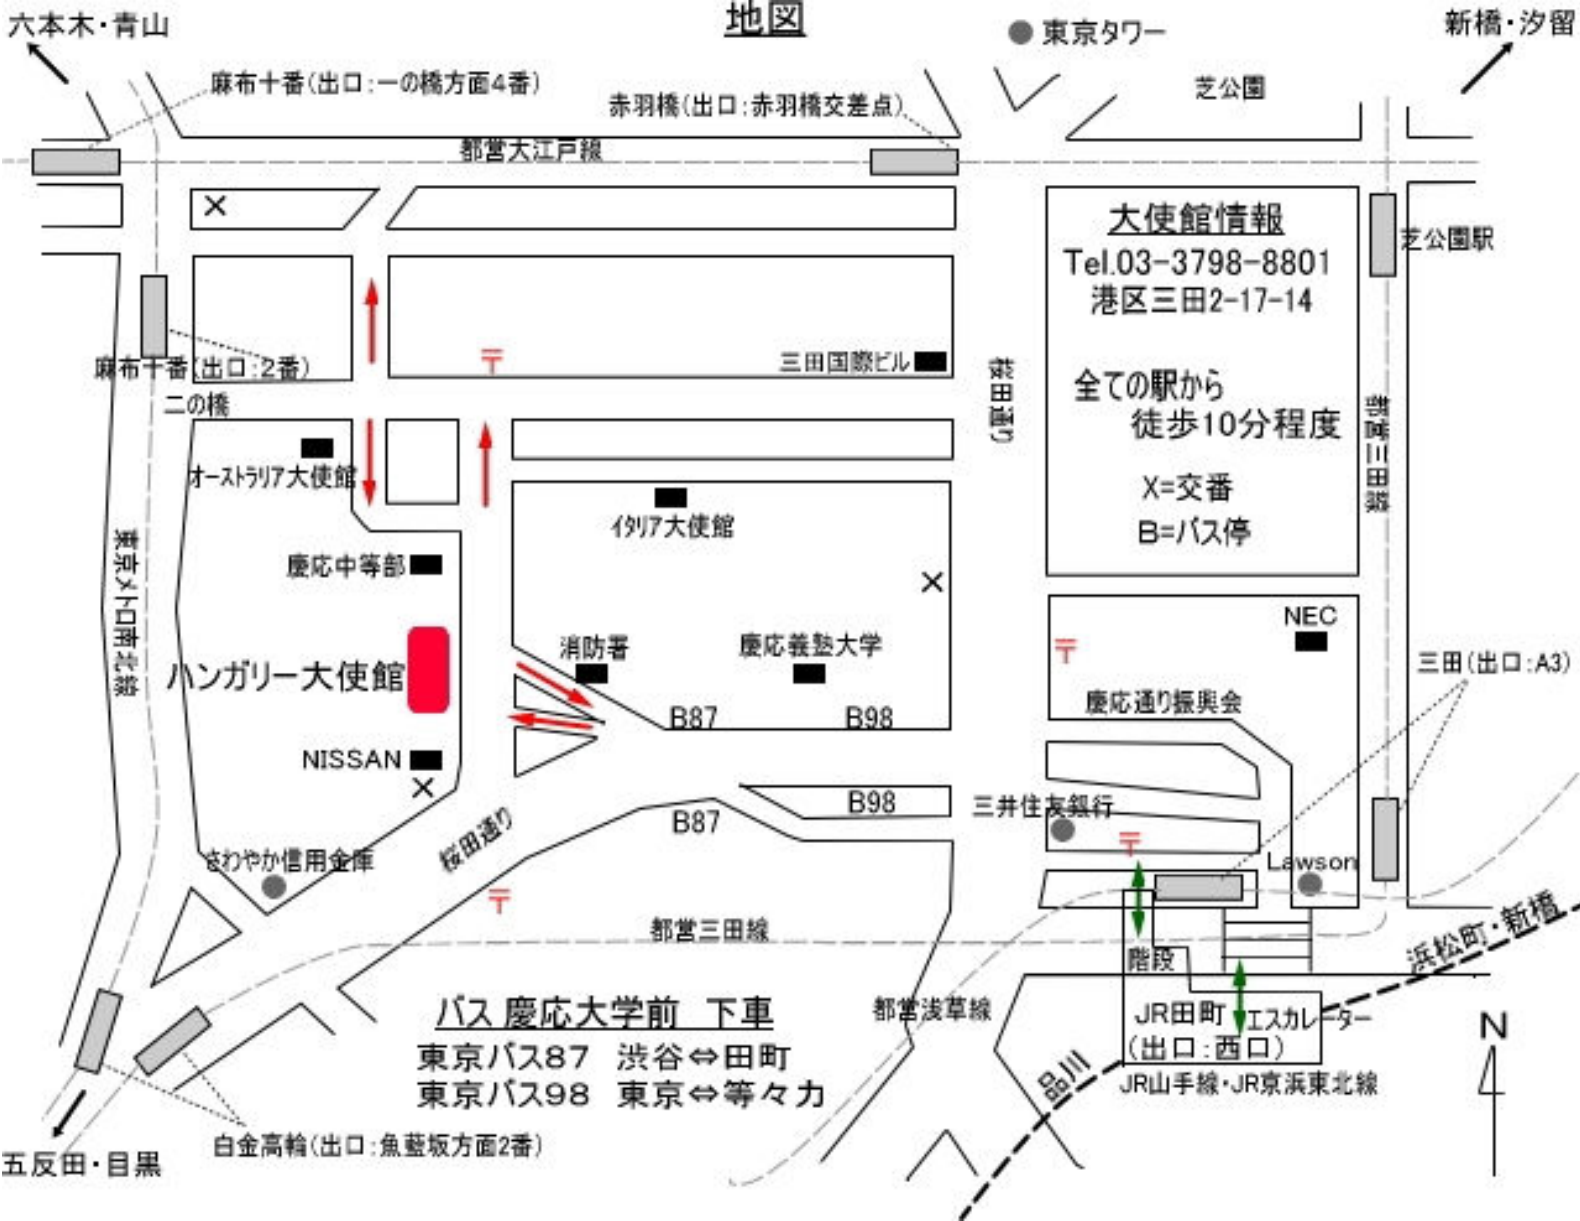 地図
六本木・青山
東京タワー
新橋・汐留
麻布十番(出口:一の橋方面4番)
赤羽橋(出口:赤羽橋交差点)
芝公園
都営大江戸線
X
大使館情報
Tel.03-3798-8801
港区三田2-17-14
芝公園駅
全ての駅から
徒歩10分程度
X=交番
B=バス停
麻布十番(出口:2番)
〒
三田国際ビル
桜田通り
都営三田線
二の橋
オーストラリア大使館
イタリア大使館
東京メトロ南北線
慶応中等部
X
ハンガリー大使館
消防署
慶応義塾大学
〒
NEC
三田(出口:A3)
慶応通り振興会
B87
B98
NISSAN
X
B98
B87
三井住友銀行
〒
さわやか信用金庫
桜田通り
Lawson
〒
都営三田線
階段
浜松町・新橋
バス 慶応大学前 下車
東京バス87 渋谷⇔田町
東京バス98 東京⇔等々力
都営浅草線
JR田町
エスカレーター
(出口:西口)
N
品川
JR山手線・JR京浜東北線
白金高輪(出口:魚藍坂方面2番)
五反田・目黒